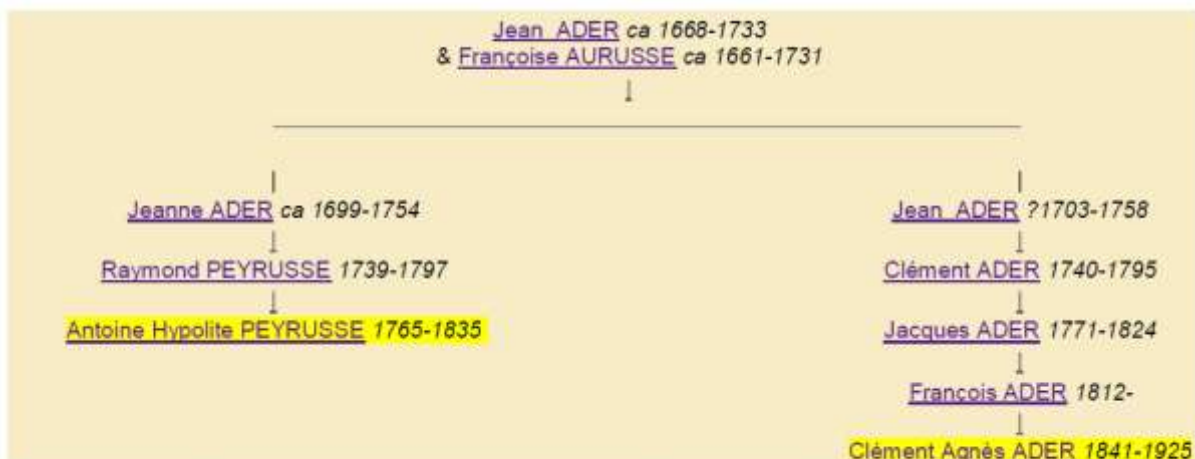 Jean ADER ca 1668-1733
& Françoise AURUSSE ca 1661-1731
Jeanne ADER ca 1699-1754
Raymond PEYRUSSE 1739-1797
Antoine Hypolite PEYRUSSE 1765-1835
Jean ADER ?1703-1758
Clément ADER 1740-1795
Jacques ADER 1771-1824
François ADER 1812-
Clément Agnès ADER 1841-1925